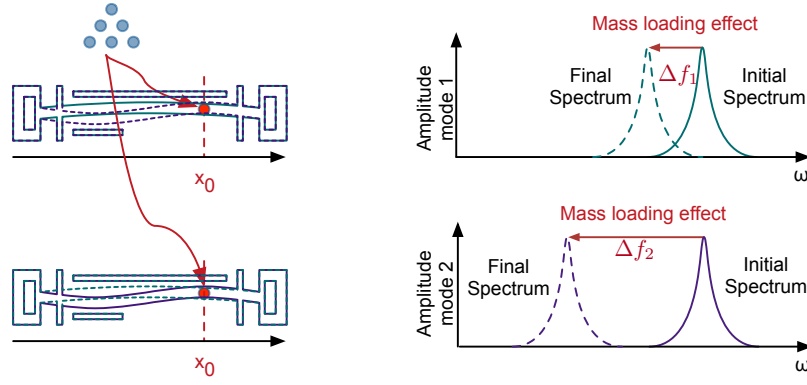 Mass loading effect
Δf₁
Final
Spectrum
Initial
Spectrum
Amplitude
mode 1
ω
x₀
Mass loading effect
Δf₂
Final
Spectrum
Initial
Spectrum
Amplitude
mode 2
ω
x₀